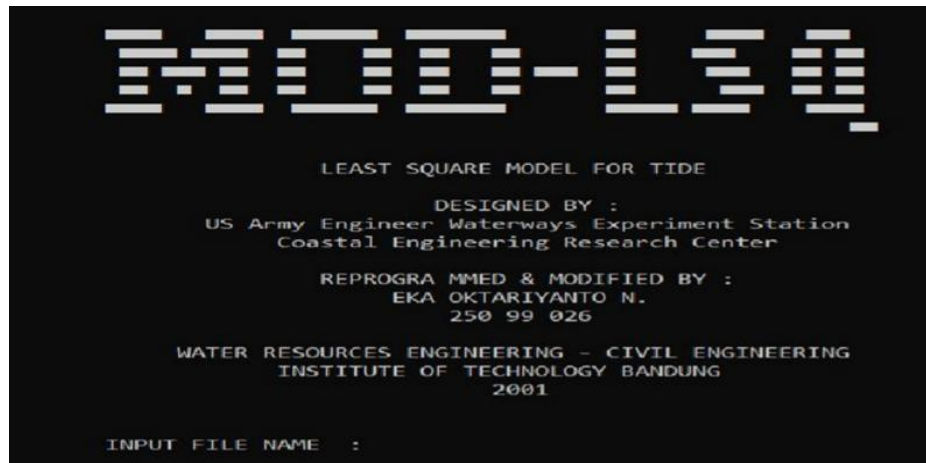 MOD-LSQ
LEAST SQUARE MODEL FOR TIDE
DESIGNED BY :
US Army Engineer Waterways Experiment Station
Coastal Engineering Research Center
REPROGRA MMED & MODIFIED BY :
EKA OKTARIYANTO N.
250 99 026
WATER RESOURCES ENGINEERING - CIVIL ENGINEERING
INSTITUTE OF TECHNOLOGY BANDUNG
2001
INPUT FILE NAME :